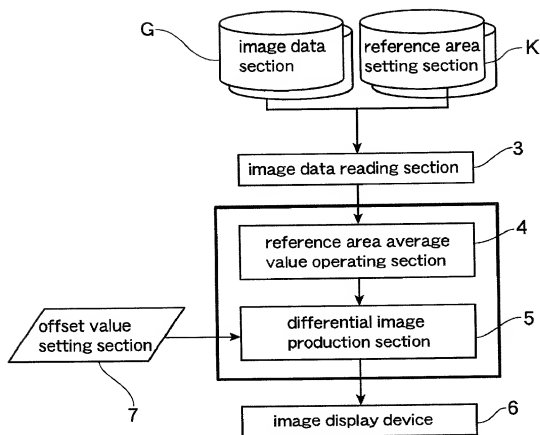 G
image data
section
reference area
setting section
K
image data reading section
3
reference area average
value operating section
4
offset value
setting section
7
differential image
production section
5
image display device
6